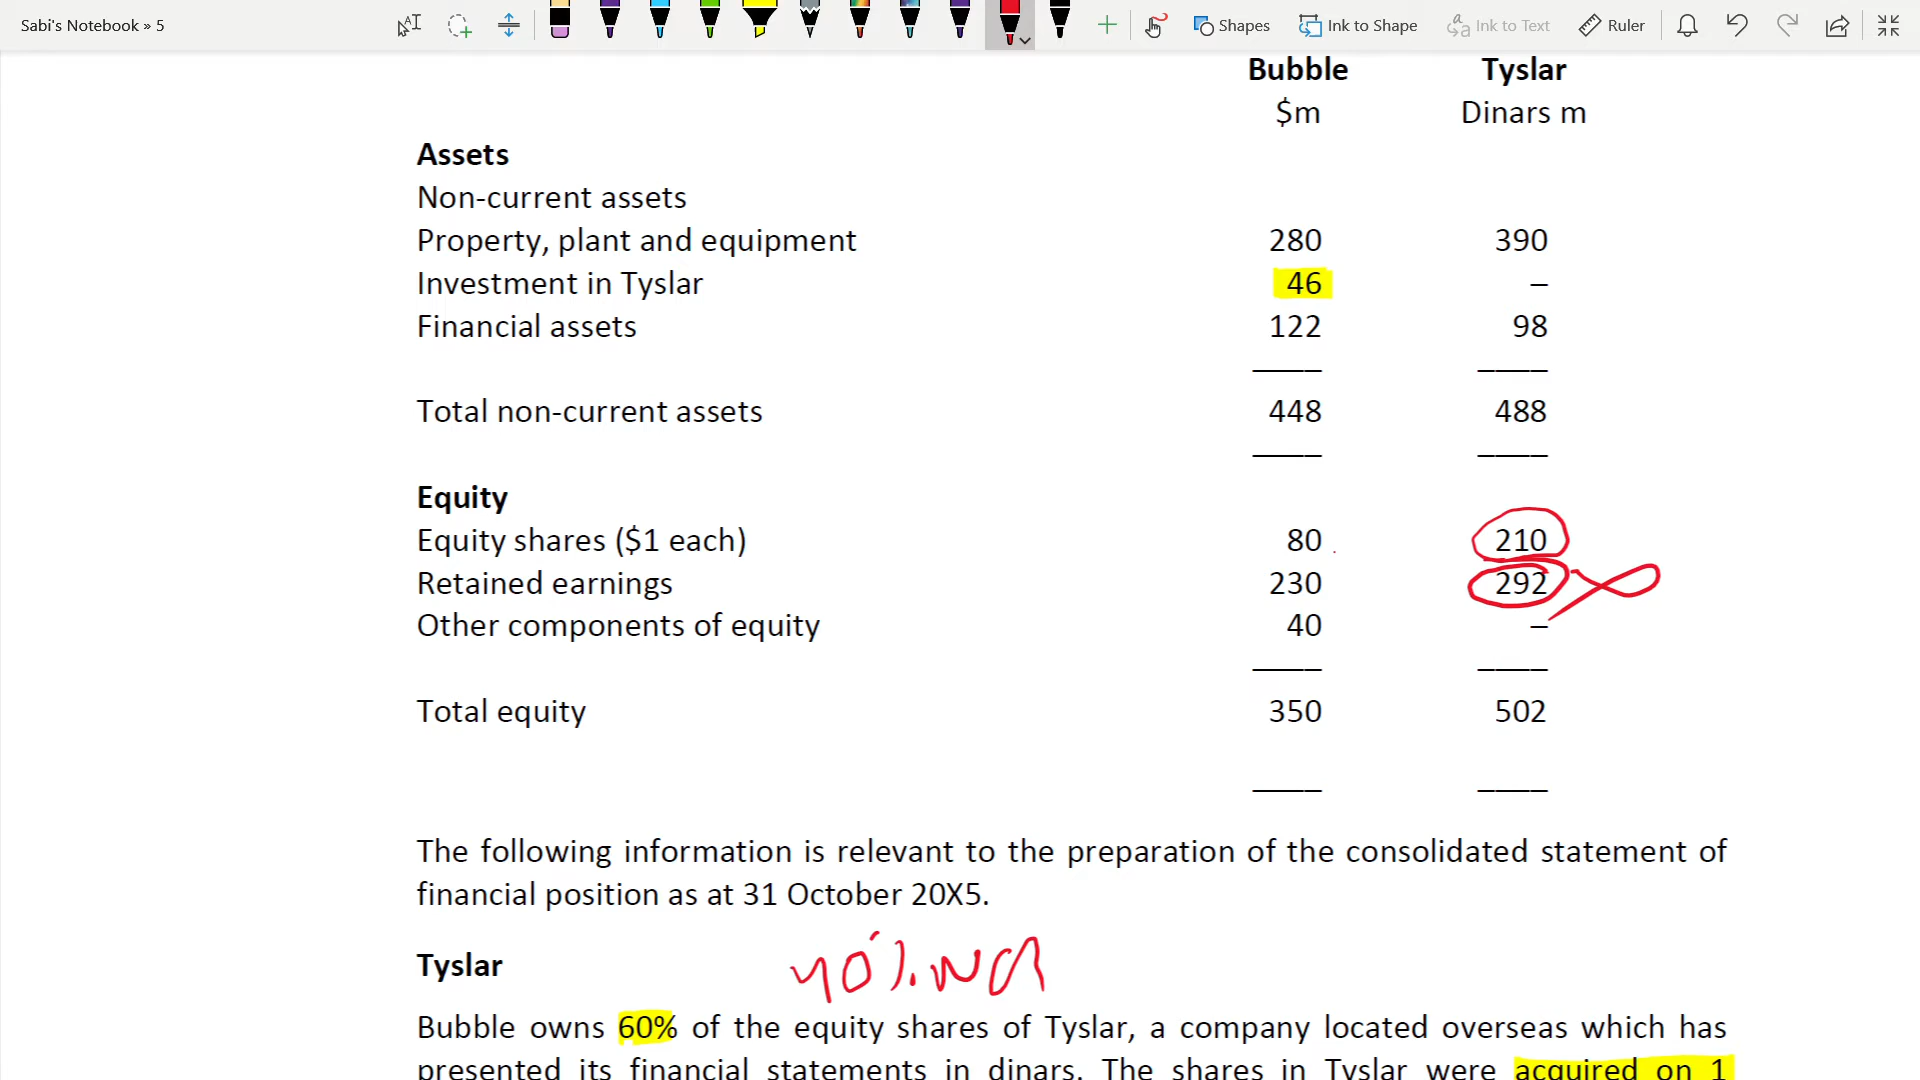 Sabi's Notebook » 5
Shapes
Ink to Shape
Ink to Text
Ruler
Bubble Tyslar
$m Dinars m
Assets
Non-current assets
Property, plant and equipment 280 390
Investment in Tyslar 46 –
Financial assets 122 98
Total non-current assets 448 488
Equity
Equity shares ($1 each) 80 210
Retained earnings 230 292
Other components of equity 40 –
Total equity 350 502
The following information is relevant to the preparation of the consolidated statement of
financial position as at 31 October 20X5.
Tyslar 40%
Bubble owns 60% of the equity shares of Tyslar, a company located overseas which has
presented its financial statements in dinars. The shares in Tyslar were acquired on 1